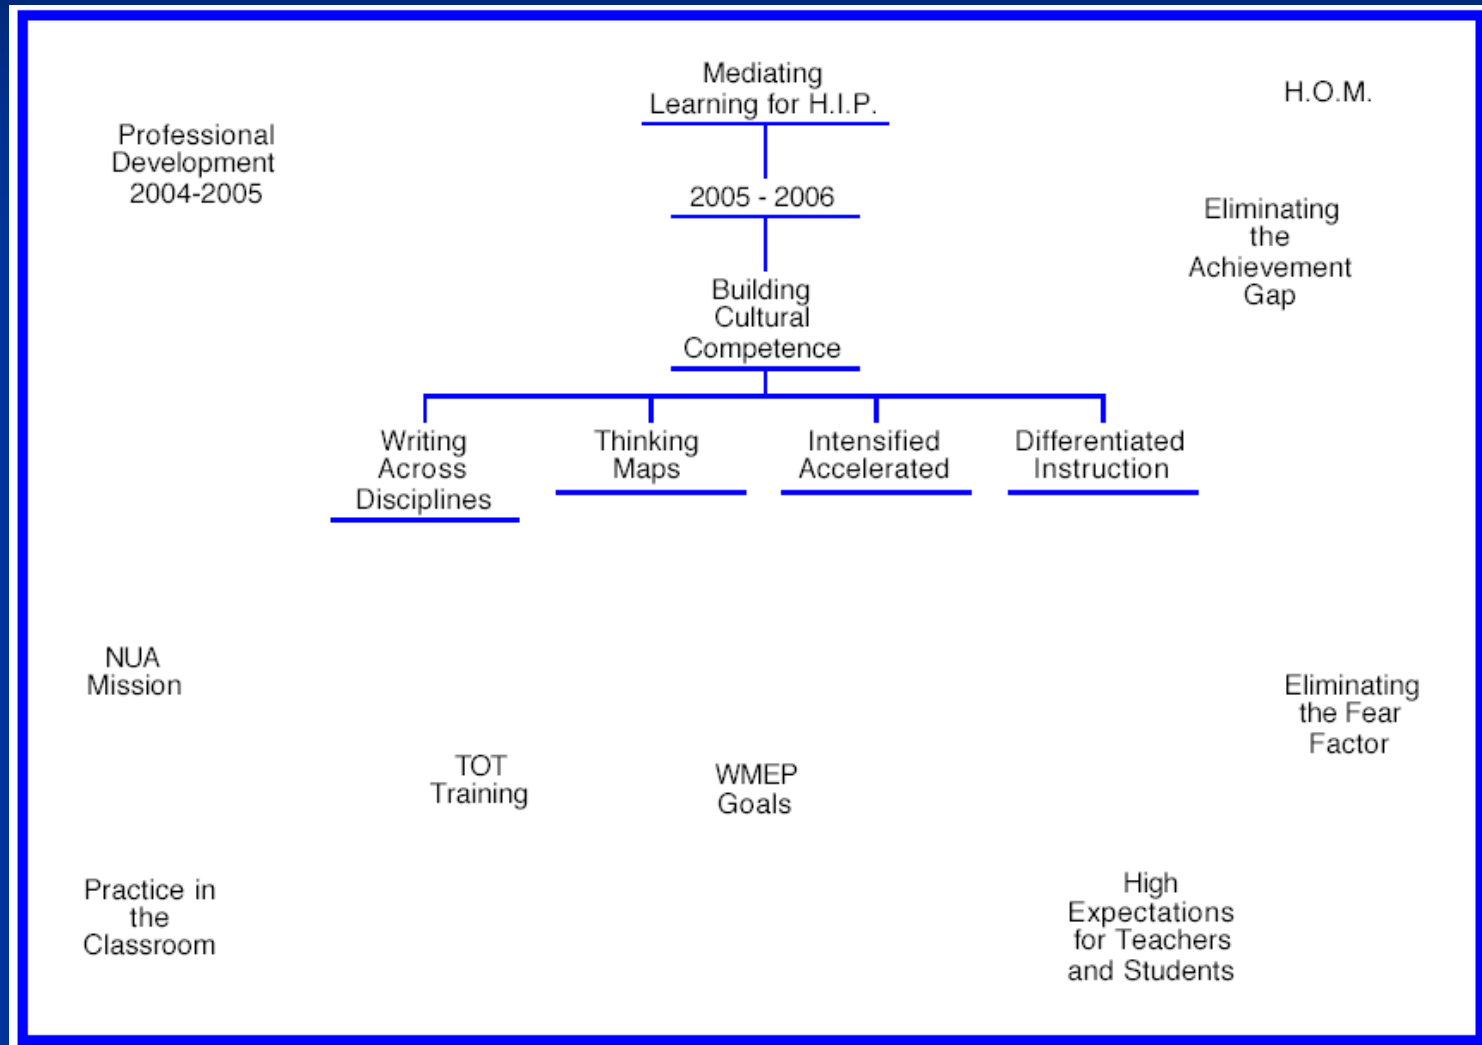 Mediating
Learning for H.I.P.
H.O.M.
Professional
Development
2004-2005
2005 - 2006
Eliminating
the
Achievement
Gap
Building
Cultural
Competence
Writing
Across
Disciplines
Thinking
Maps
Intensified
Accelerated
Differentiated
Instruction
NUA
Mission
Eliminating
the Fear
Factor
TOT
Training
WMEP
Goals
Practice in
the
Classroom
High
Expectations
for Teachers
and Students